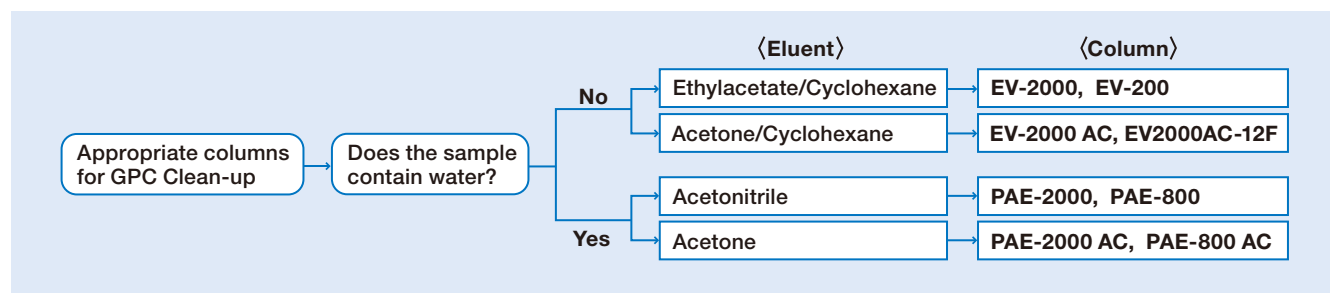 〈Eluent〉 〈Column〉
No
Ethylacetate/Cyclohexane EV-2000, EV-200
Acetone/Cyclohexane EV-2000 AC, EV2000AC-12F
Appropriate columns
for GPC Clean-up
Does the sample
contain water?
Yes
Acetonitrile PAE-2000, PAE-800
Acetone PAE-2000 AC, PAE-800 AC